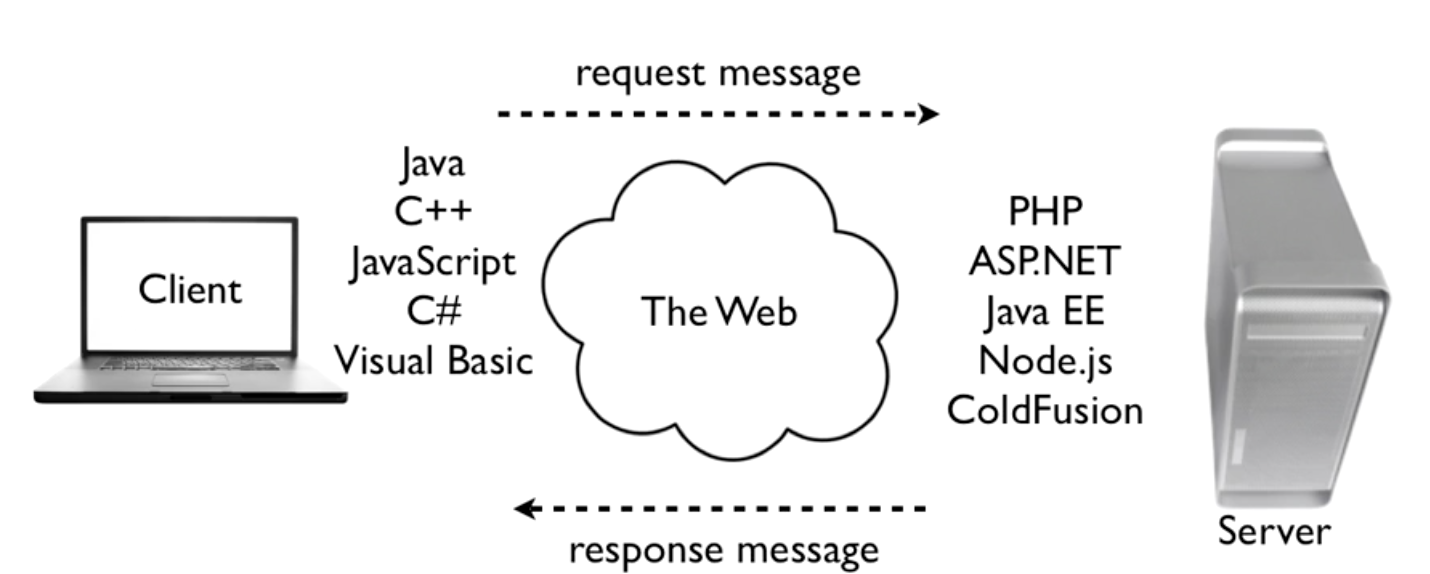 request message
Client
Java
C++
JavaScript
C#
Visual Basic
The Web
PHP
ASP.NET
Java EE
Node.js
ColdFusion
Server
response message